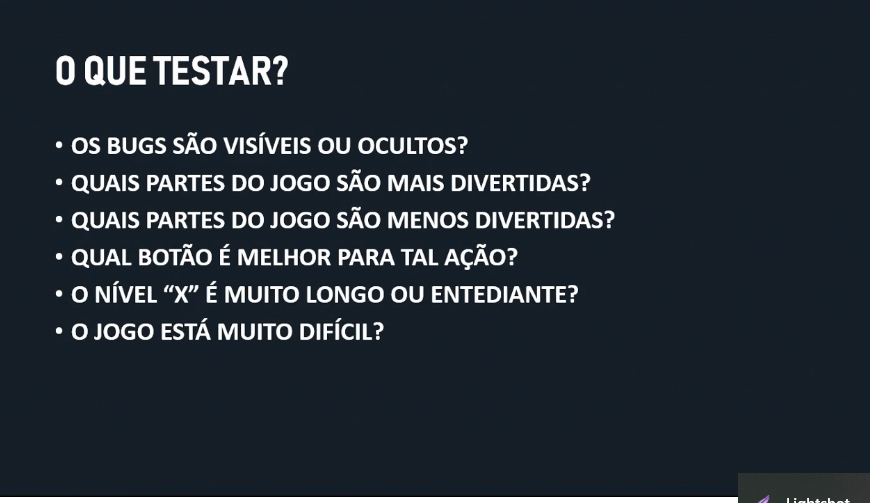 O QUE TESTAR?
• OS BUGS SÃO VISÍVEIS OU OCULTOS?
• QUAIS PARTES DO JOGO SÃO MAIS DIVERTIDAS?
• QUAIS PARTES DO JOGO SÃO MENOS DIVERTIDAS?
• QUAL BOTÃO É MELHOR PARA TAL AÇÃO?
• O NÍVEL “X” É MUITO LONGO OU ENTEDIANTE?
• O JOGO ESTÁ MUITO DIFÍCIL?
Lightshot